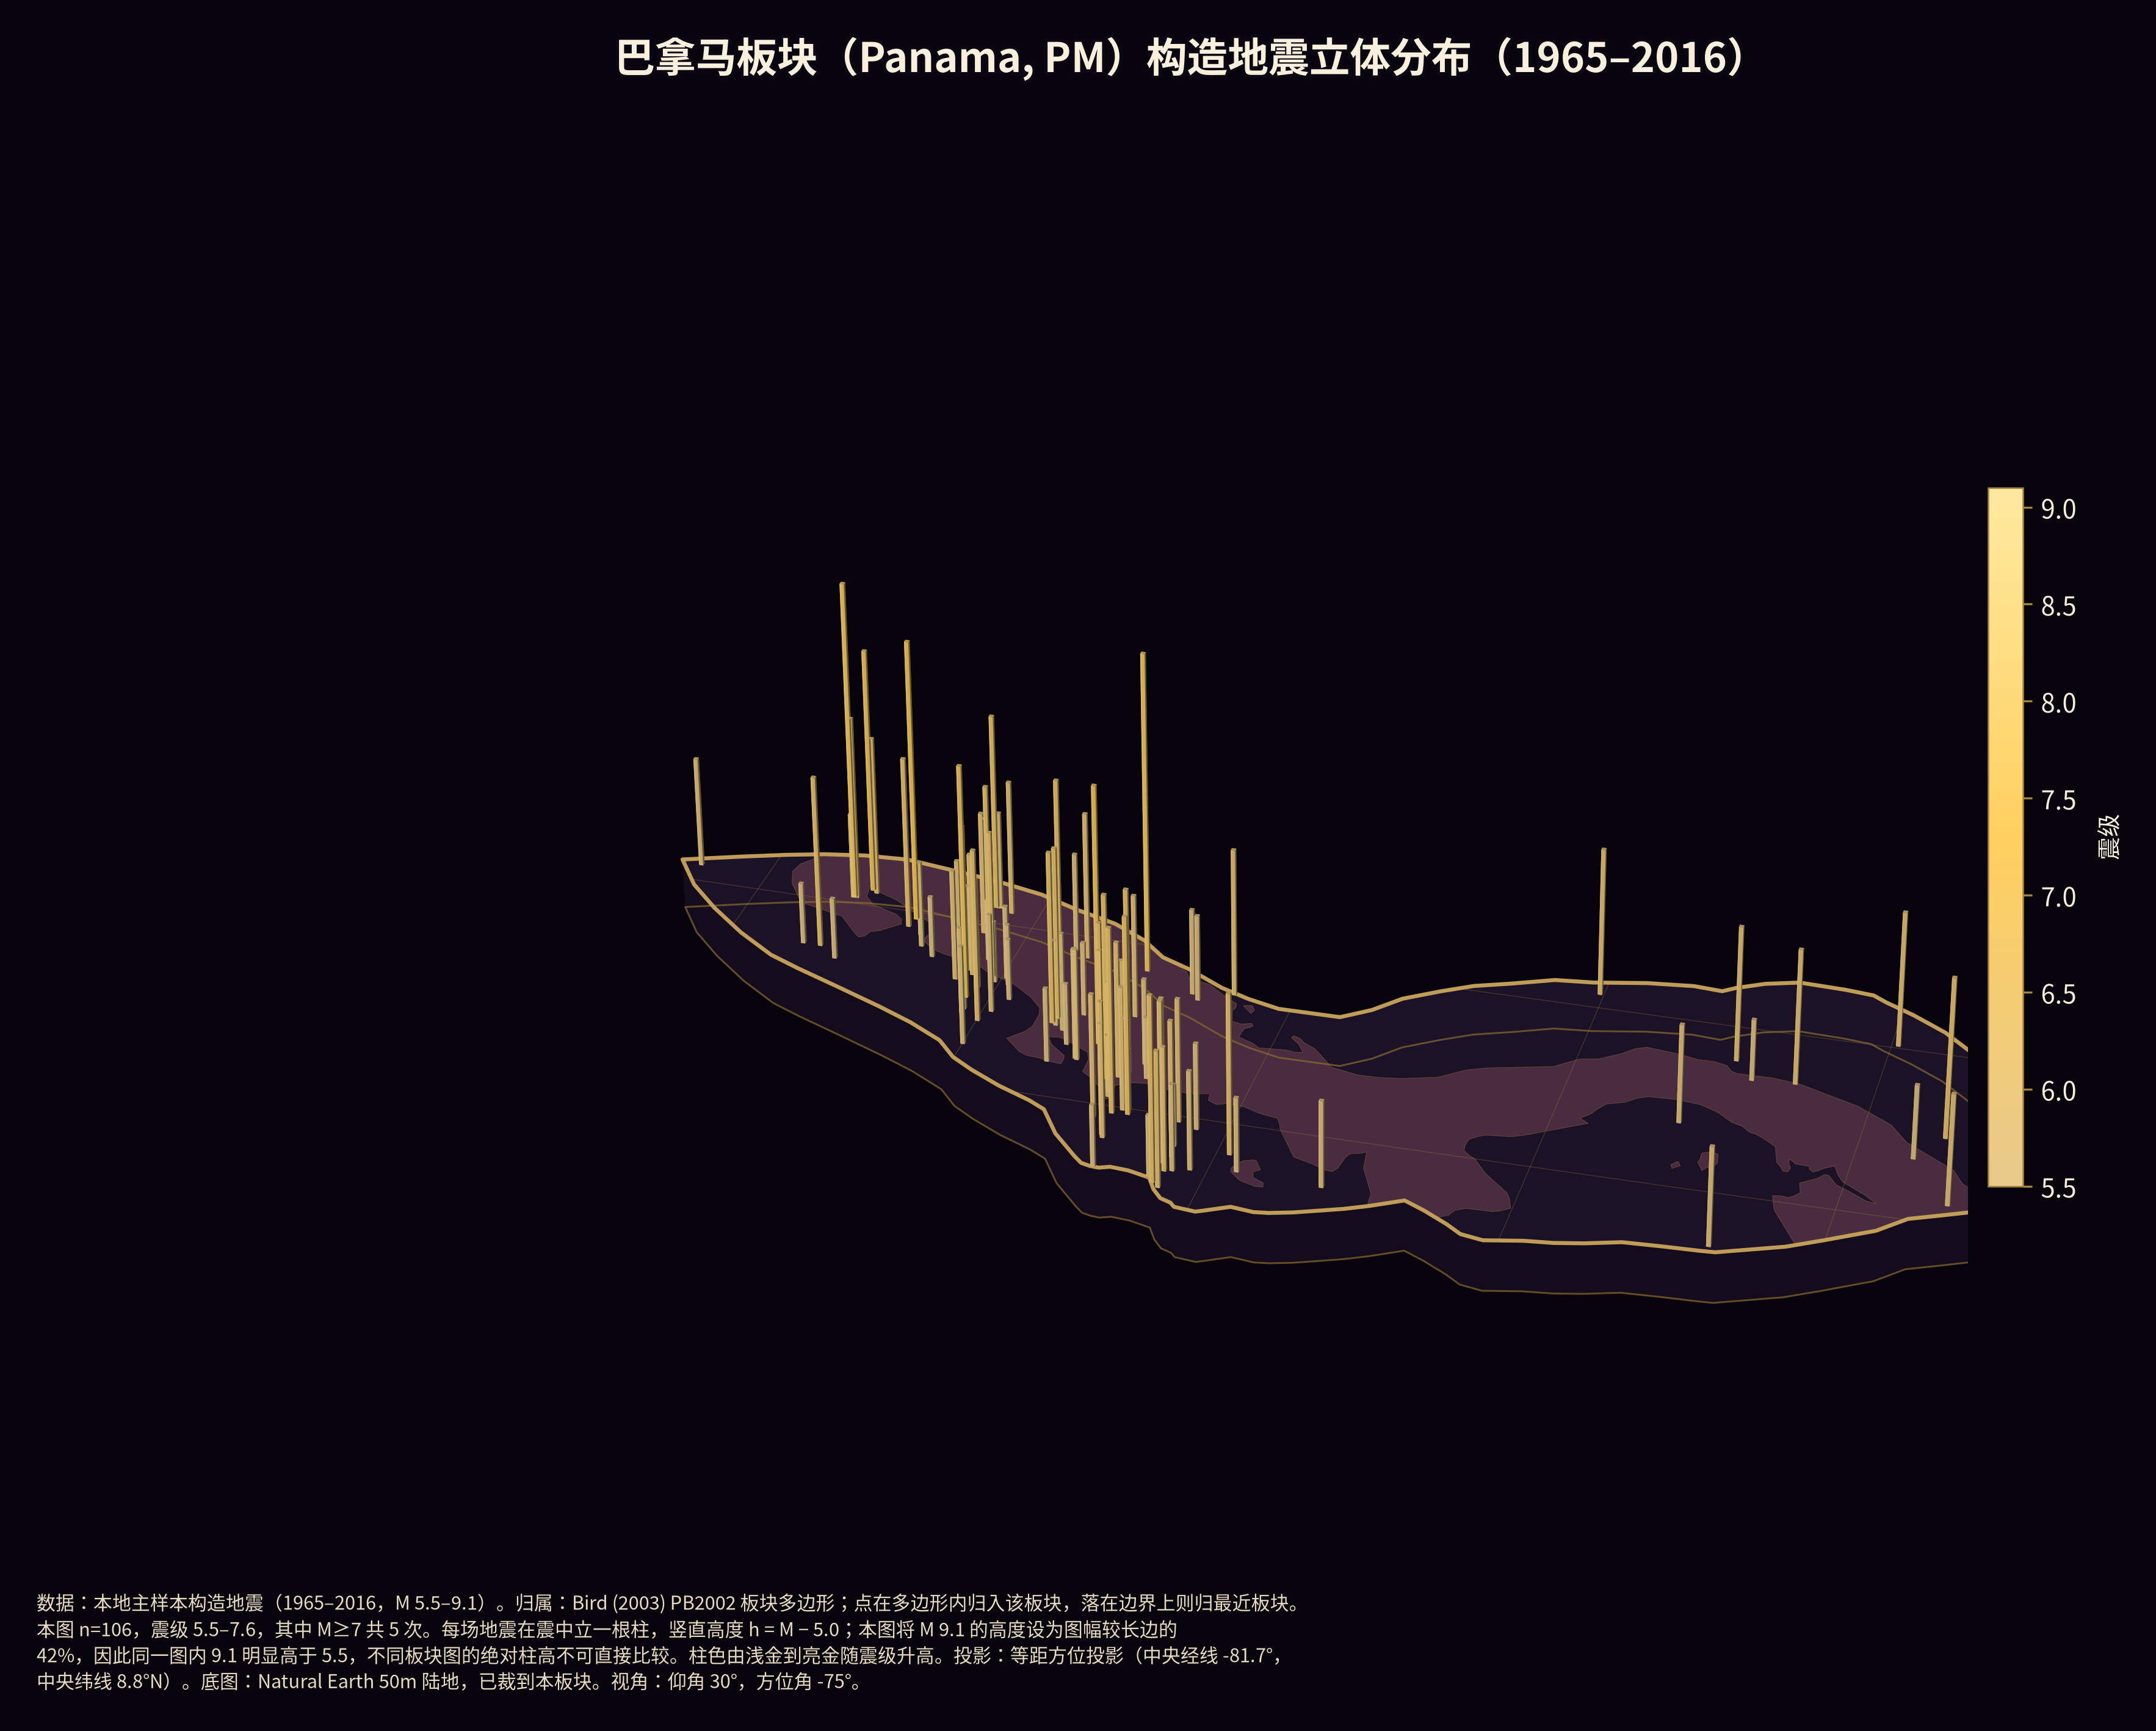 巴拿马板块（Panama, PM）构造地震立体分布（1965–2016）
9.0
8.5
8.0
7.5
7.0
6.5
6.0
5.5
震级
数据：本地主样本构造地震（1965–2016，M 5.5–9.1）。归属：Bird (2003) PB2002 板块多边形；点在多边形内归入该板块，落在边界上则归最近板块。
本图 n=106，震级 5.5–7.6，其中 M≥7 共 5 次。每场地震在震中立一根柱，竖直高度 h = M − 5.0；本图将 M 9.1 的高度设为图幅较长边的
42%，因此同一图内 9.1 明显高于 5.5，不同板块图的绝对柱高不可直接比较。柱色由浅金到亮金随震级升高。投影：等距方位投影（中央经线 -81.7°，
中央纬线 8.8°N）。底图：Natural Earth 50m 陆地，已裁到本板块。视角：仰角 30°，方位角 -75°。